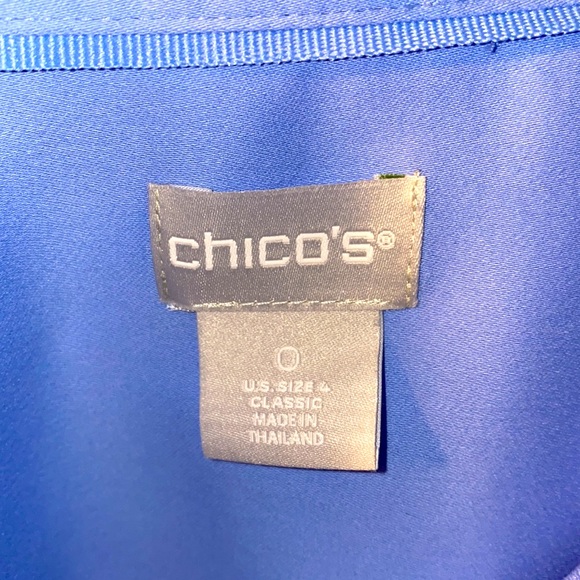 chico's®
0
U.S. SIZE 4
CLASSIC
MADE IN
THAILAND